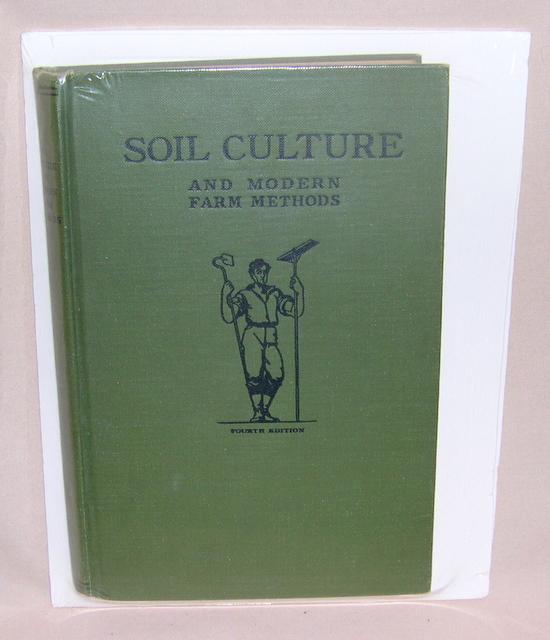 SOIL CULTURE
AND MODERN
FARM METHODS
FOURTH EDITION